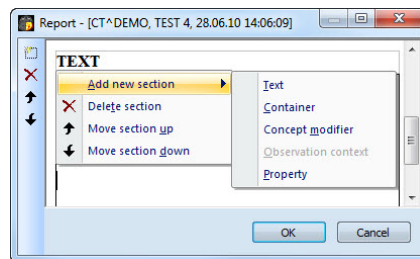 Report - [CT^DEMO, TEST 4, 28.06.10 14:06:09]
TEXT
Add new section
Delete section
Move section up
Move section down
Text
Container
Concept modifier
Observation context
Property
OK
Cancel